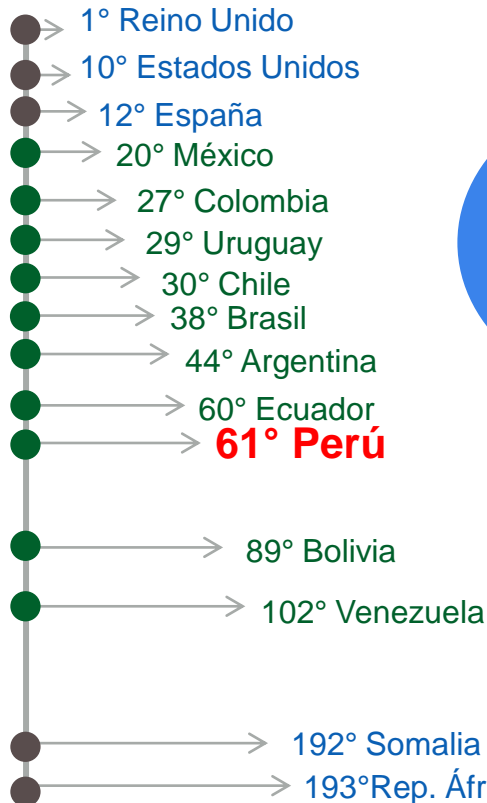 1° Reino Unido
10° Estados Unidos
12° España
20° México
27° Colombia
29° Uruguay
30° Chile
38° Brasil
44° Argentina
60° Ecuador
61° Perú
89° Bolivia
102° Venezuela
192° Somalia
193°Rep. Áfr